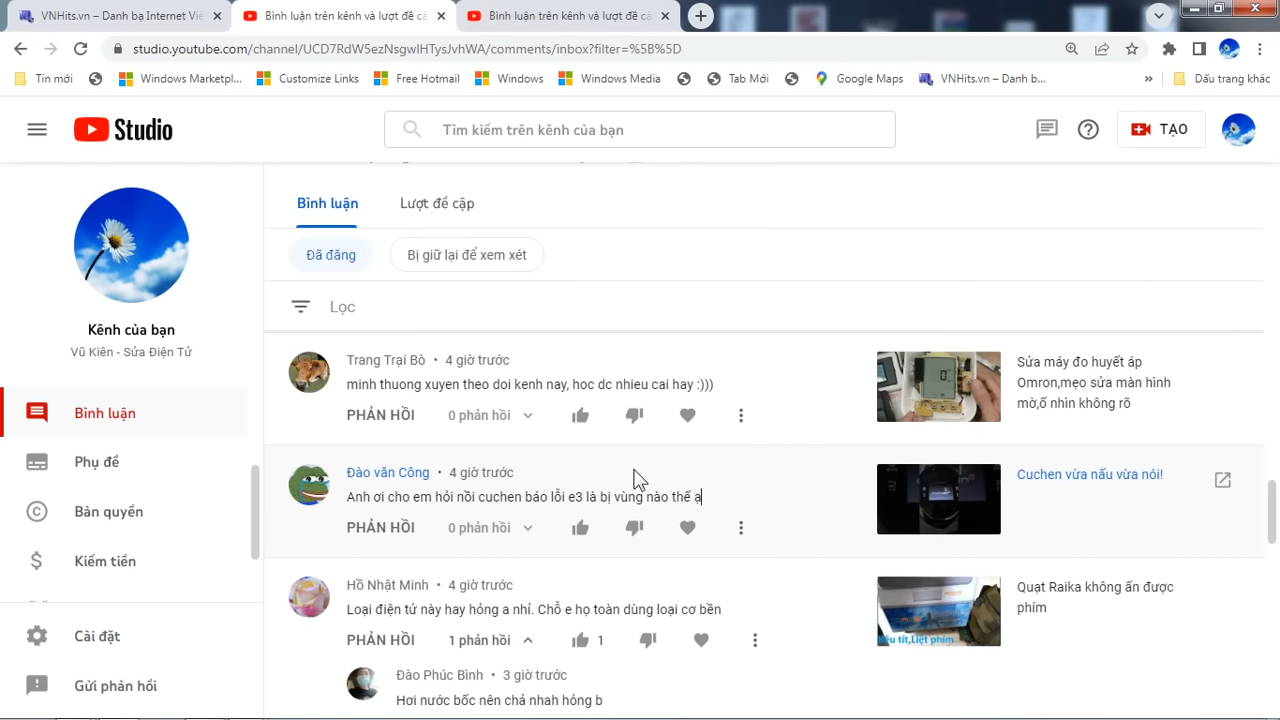 VNHits.vn – Danh bạ Internet Việ
Bình luận trên kênh và lượt đề cậ
Bình luận trên kênh và lượt đề cậ
studio.youtube.com/channel/UCD7RdW5ezNsgwIHTysJvhWA/comments/inbox?filter=%5B%5D
Tin mới
Windows Marketpl...
Customize Links
Free Hotmail
Windows
Windows Media
Tab Mới
Google Maps
VNHits.vn – Danh b...
»
Dấu trang khác
Studio
Tìm kiếm trên kênh của bạn
TẠO
Kênh của bạn
Vũ Kiên - Sửa Điện Tử
Bình luận
Phụ đề
Bản quyền
Kiếm tiền
Cài đặt
Gửi phản hồi
Bình luận
Lượt đề cập
Đã đăng
Bị giữ lại để xem xét
Lọc
Trang Trại Bò • 4 giờ trước
minh thuong xuyen theo doi kenh nay, hoc dc nhieu cai hay :)))
PHẢN HỒI
0 phản hồi
Sửa máy đo huyết áp
Omron,mẹo sửa màn hình
mờ,ố nhìn không rõ
Đào văn Công • 4 giờ trước
Anh ơi cho em hỏi nồi cuchen báo lỗi e3 là bị vùng nào thế ạ
PHẢN HỒI
0 phản hồi
Cuchen vừa nấu vừa nói!
Hồ Nhật Minh • 4 giờ trước
Loại điện tử này hay hỏng a nhỉ. Chỗ e họ toàn dùng loại cơ bền
PHẢN HỒI
1 phản hồi
1
Quạt Raika không ấn được
phím
Đào Phúc Bình • 3 giờ trước
Hơi nước bốc nên chả nhah hỏng b